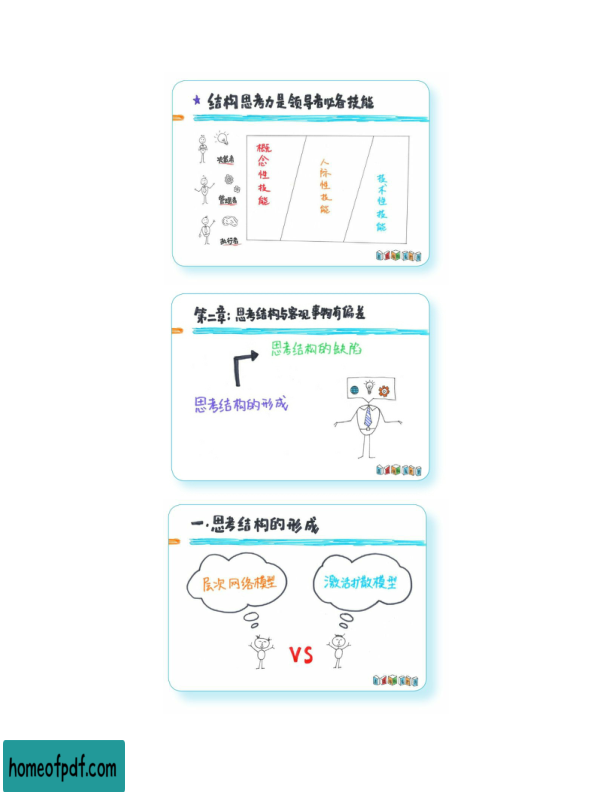 ★ 结构思考力是领导者必备技能
决策者
管理者
执行者
概念性技能
人际性技能
技术性技能
第二章：思考结构与客观事物有偏差
思考结构的缺陷
思考结构的形成
一.思考结构的形成
层次网络模型
激活扩散模型
VS
homeofpdf.com